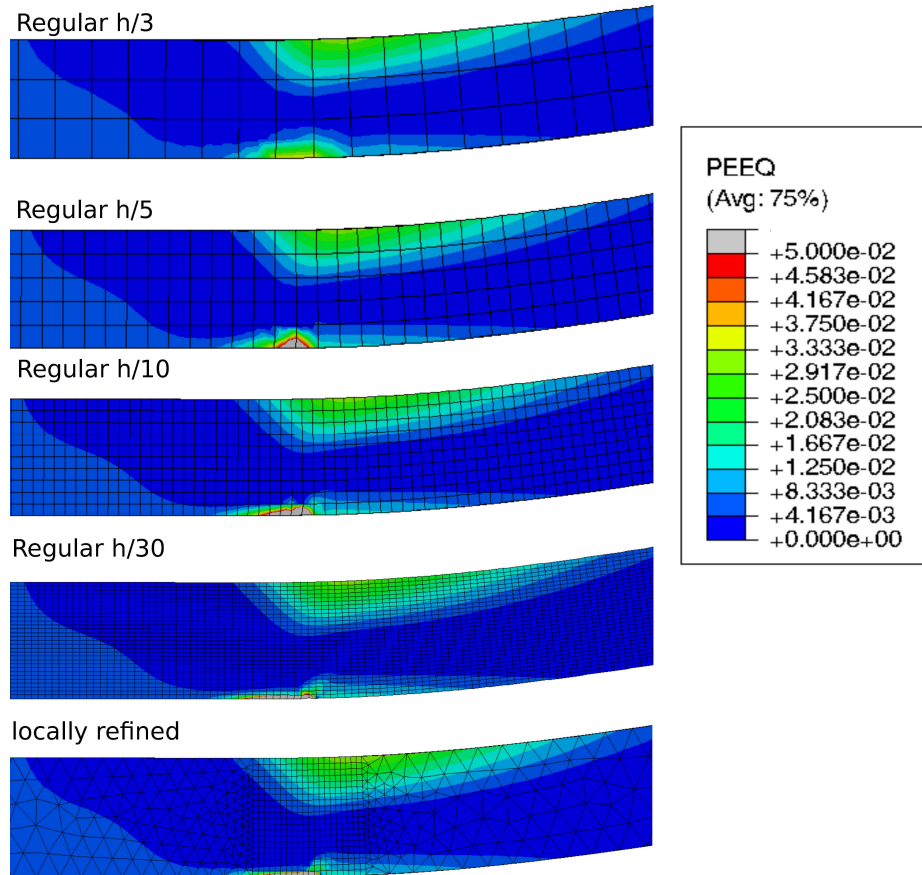 Regular h/3
Regular h/5
Regular h/10
Regular h/30
locally refined
PEEQ
(Avg: 75%)
+5.000e-02
+4.583e-02
+4.167e-02
+3.750e-02
+3.333e-02
+2.917e-02
+2.500e-02
+2.083e-02
+1.667e-02
+1.250e-02
+8.333e-03
+4.167e-03
+0.000e+00